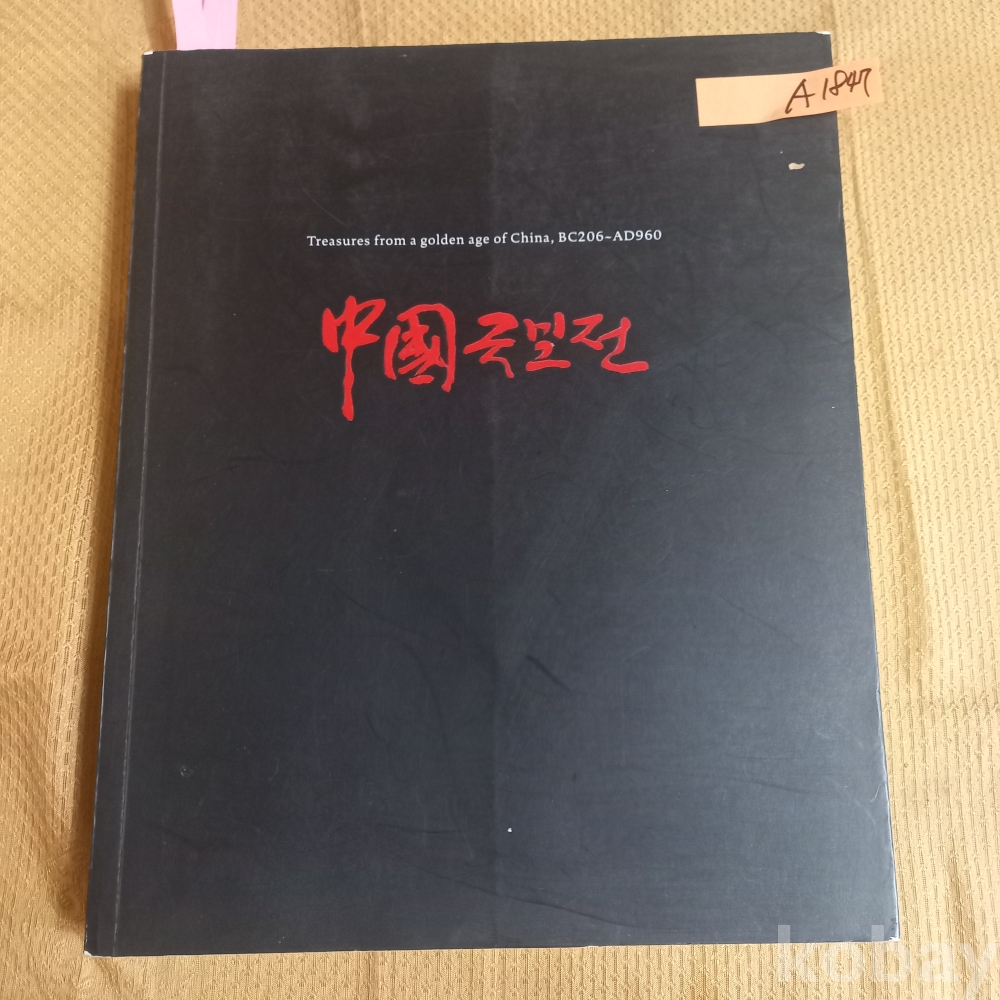 A1847
Treasures from a golden age of China, BC206~AD960
中國국보전
kobay